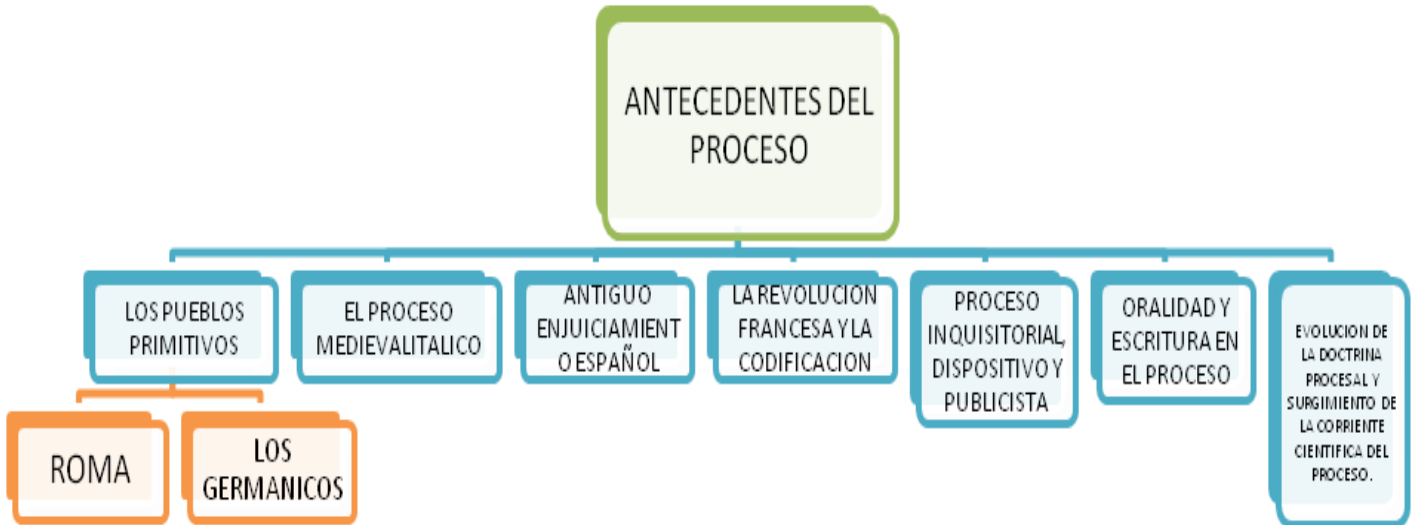 ANTECEDENTES DEL
PROCESO
LOS PUEBLOS
PRIMITIVOS
EL PROCESO
MEDIEVALITALICO
ANTIGUO
ENJUICIAMIENT
O ESPAÑOL
LA REVOLUCION
FRANCESA Y LA
CODIFICACION
PROCESO
INQUISITORIAL,
DISPOSITIVO Y
PUBLICISTA
ORALIDAD Y
ESCRITURA EN
EL PROCESO
EVOLUCION DE
LA DOCTRINA
PROCESAL Y
SURGIMIENTO DE
LA CORRIENTE
CIENTIFICA DEL
PROCESO.
ROMA
LOS
GERMANICOS